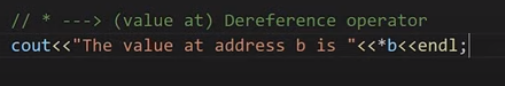 // * ---> (value at) Dereference operator
cout<<"The value at address b is "<<*b<<endl;